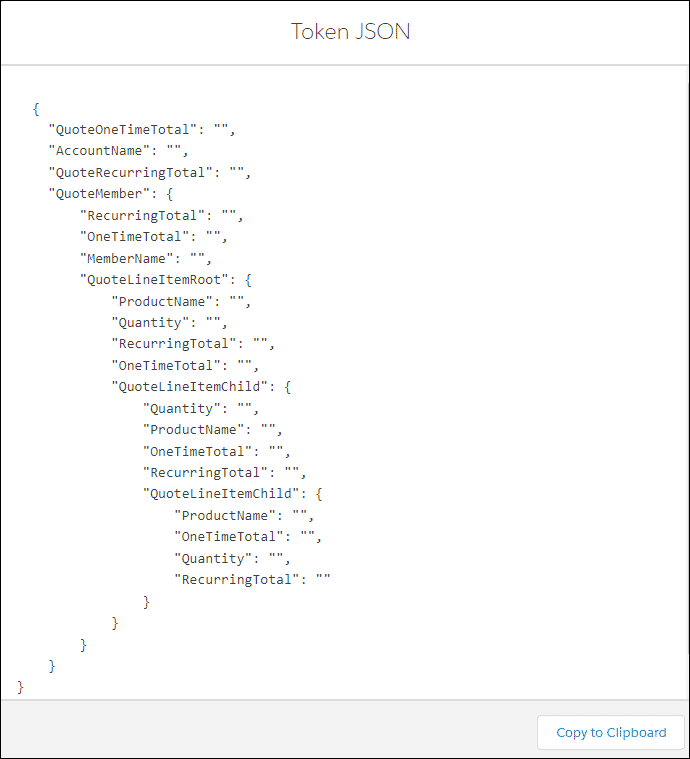 Token JSON
{
"QuoteOneTimeTotal": "",
"AccountName": "",
"QuoteRecurringTotal": "",
"QuoteMember": {
"RecurringTotal": "",
"OneTimeTotal": "",
"MemberName": "",
"QuoteLineItemRoot": {
"ProductName": "",
"Quantity": "",
"RecurringTotal": "",
"OneTimeTotal": "",
"QuoteLineItemChild": {
"Quantity": "",
"ProductName": "",
"OneTimeTotal": "",
"RecurringTotal": "",
"QuoteLineItemChild": {
"ProductName": "",
"OneTimeTotal": "",
"Quantity": "",
"RecurringTotal": ""
}
}
}
}
}
Copy to Clipboard